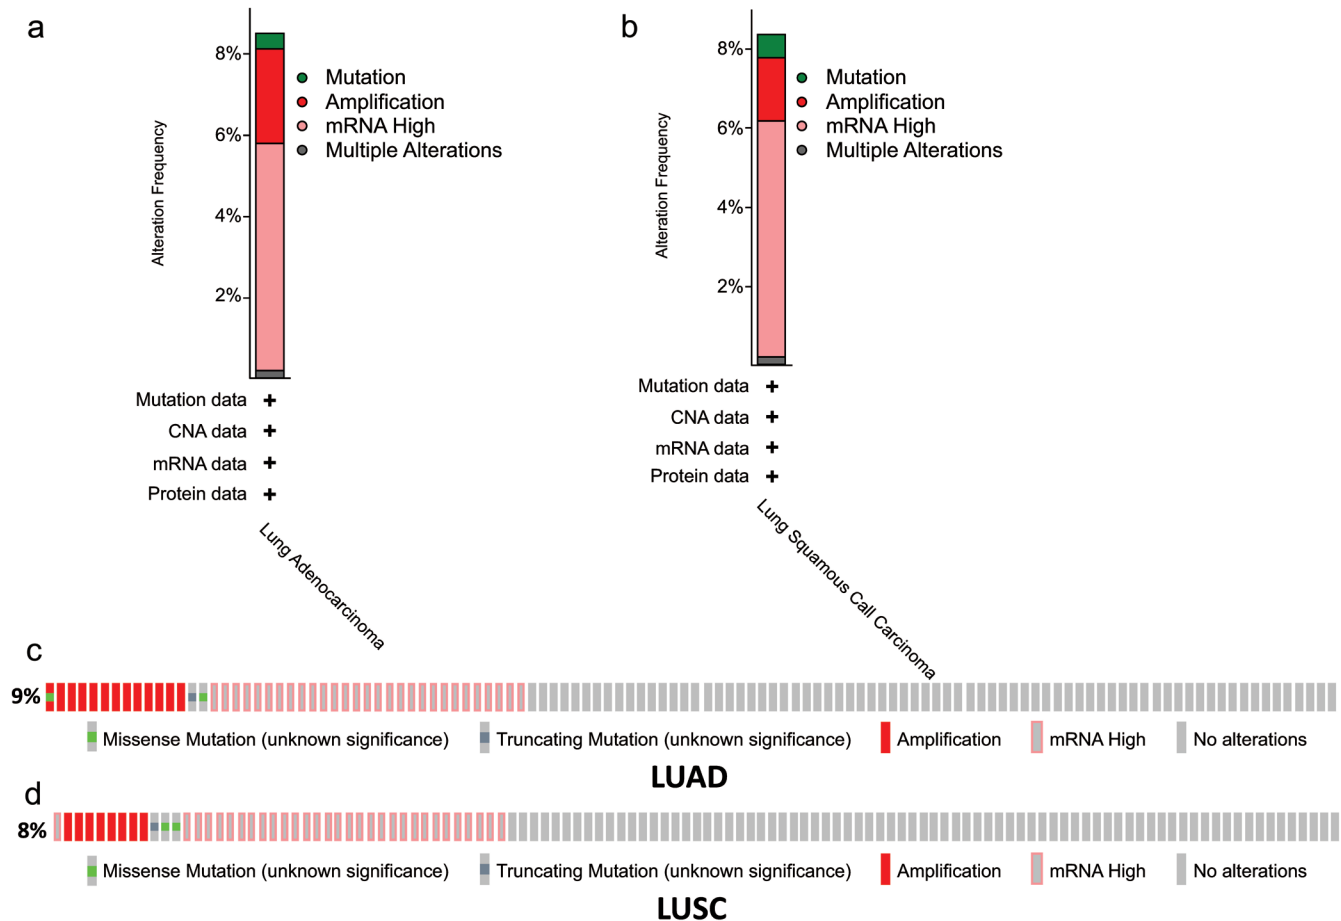 a
8%
6%
4%
2%
Alteration Frequency
Mutation
Amplification
mRNA High
Multiple Alterations
Mutation data +
CNA data +
mRNA data +
Protein data +
Lung Adenocarcinoma
b
8%
6%
4%
2%
Alteration Frequency
Mutation
Amplification
mRNA High
Multiple Alterations
Mutation data +
CNA data +
mRNA data +
Protein data +
Lung Squamous Call Carcinoma
c
9%
Missense Mutation (unknown significance) Truncating Mutation (unknown significance) Amplification mRNA High No alterations
LUAD
d
8%
Missense Mutation (unknown significance) Truncating Mutation (unknown significance) Amplification mRNA High No alterations
LUSC